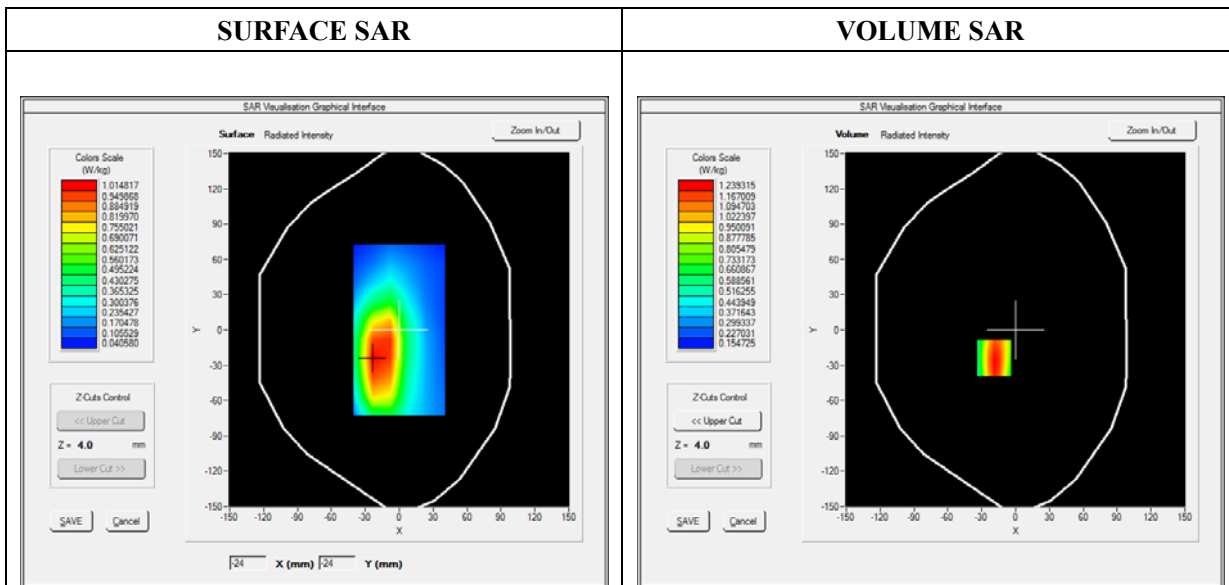 SURFACE SAR
VOLUME SAR
SAR Visualisation Graphical Interface
Surface Radiated Intensity
Zoom In/Out
Colors Scale
(W/kg)
1.014817
0.949868
0.884919
0.819970
0.755021
0.690071
0.625122
0.560173
0.495224
0.430275
0.365325
0.300376
0.235427
0.170478
0.105529
0.040580
Z-Cuts Control
<< Upper Cut
Z = 4.0 mm
Lower Cut >>
SAVE Cancel
150
120
90
60
30
0
-30
-60
-90
-120
-150
Y
-150 -120 -90 -60 -30 0 30 60 90 120 150
X
-24 X (mm) -24 Y (mm)
SAR Visualisation Graphical Interface
Volume Radiated Intensity
Zoom In/Out
Colors Scale
(W/kg)
1.239315
1.167009
1.094703
1.022397
0.950091
0.877785
0.805479
0.733173
0.660867
0.588561
0.516255
0.443949
0.371643
0.299337
0.227031
0.154725
Z-Cuts Control
<< Upper Cut
Z = 4.0 mm
Lower Cut >>
SAVE Cancel
150
120
90
60
30
0
-30
-60
-90
-120
-150
Y
-150 -120 -90 -60 -30 0 30 60 90 120 150
X